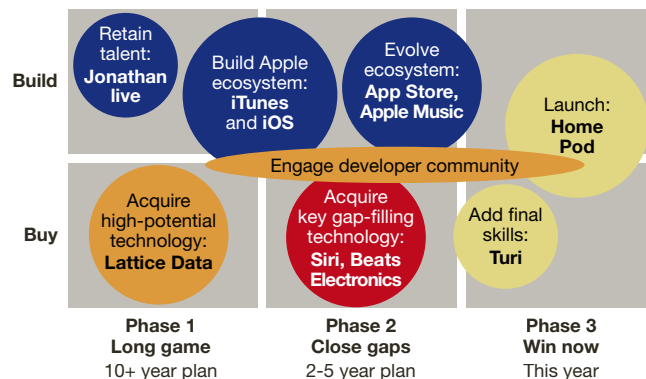 Build
Retain
talent:
Jonathan
live
Build Apple
ecosystem:
iTunes
and iOS
Evolve
ecosystem:
App Store,
Apple Music
Launch:
Home
Pod
Engage developer community
Buy
Acquire
high-potential
technology:
Lattice Data
Acquire
key gap-filling
technology:
Siri, Beats
Electronics
Add final
skills:
Turi
Phase 1
Long game
10+ year plan
Phase 2
Close gaps
2-5 year plan
Phase 3
Win now
This year